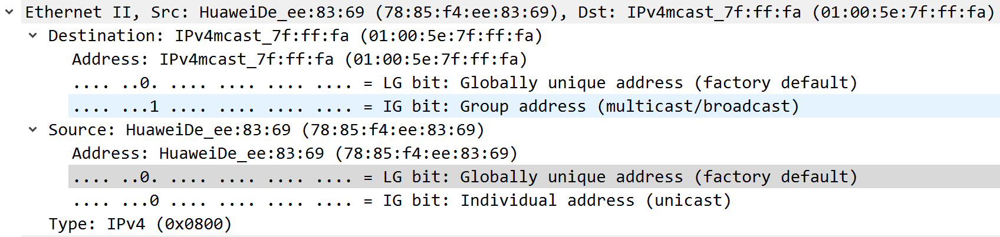 Ethernet II, Src: HuaweiDe_ee:83:69 (78:85:f4:ee:83:69), Dst: IPv4mcast_7f:ff:fa (01:00:5e:7f:ff:fa)
Destination: IPv4mcast_7f:ff:fa (01:00:5e:7f:ff:fa)
Address: IPv4mcast_7f:ff:fa (01:00:5e:7f:ff:fa)
.... ..0. .... .... .... .... = LG bit: Globally unique address (factory default)
.... ...1 .... .... .... .... = IG bit: Group address (multicast/broadcast)
Source: HuaweiDe_ee:83:69 (78:85:f4:ee:83:69)
Address: HuaweiDe_ee:83:69 (78:85:f4:ee:83:69)
.... ..0. .... .... .... .... = LG bit: Globally unique address (factory default)
.... ...0 .... .... .... .... = IG bit: Individual address (unicast)
Type: IPv4 (0x0800)